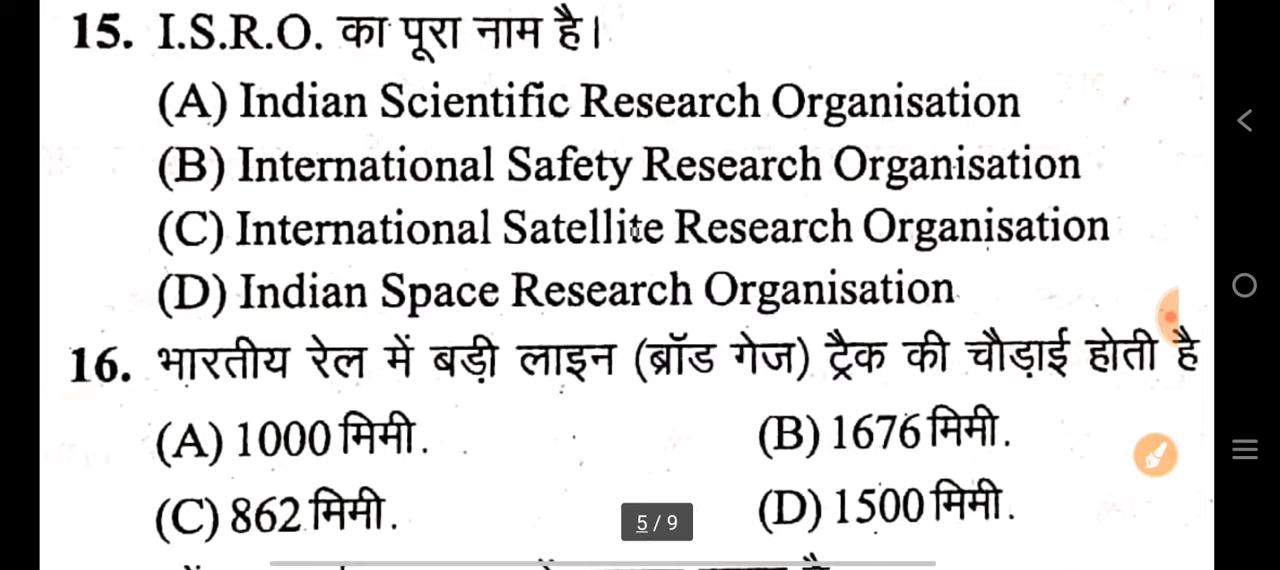 15. I.S.R.O. का पूरा नाम है।
(A) Indian Scientific Research Organisation
(B) International Safety Research Organisation
(C) International Satellite Research Organisation
(D) Indian Space Research Organisation
16. भारतीय रेल में बड़ी लाइन (ब्रॉड गेज) ट्रैक की चौड़ाई होती है
(A) 1000 मिमी. (B) 1676 मिमी.
(C) 862 मिमी. (D) 1500 मिमी.
5 / 9